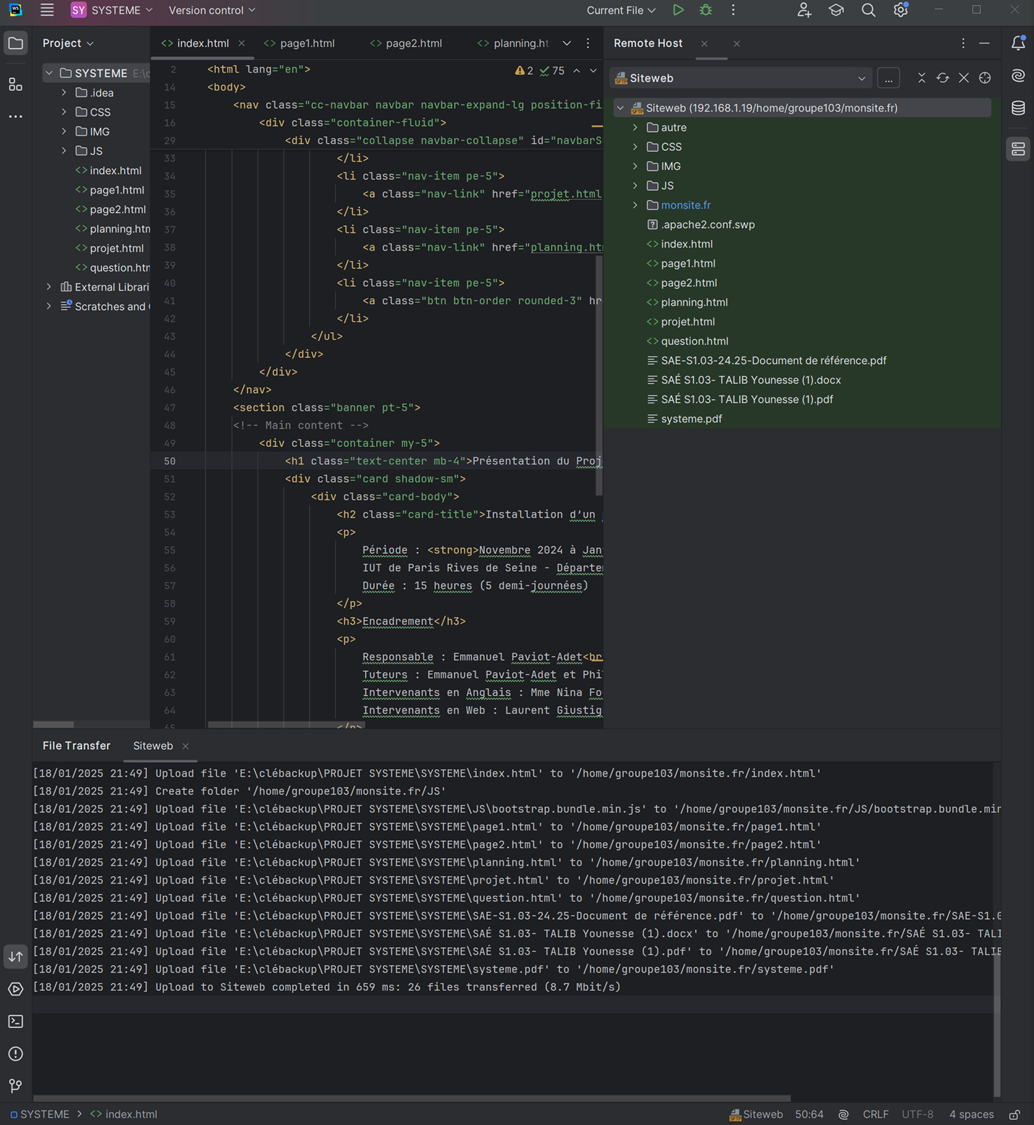 WS SY SYSTEME Version control Current File
Project
index.html page1.html page2.html planning.ht
Remote Host
SYSTEME E:\c
.idea
CSS
IMG
JS
index.html
page1.html
page2.html
planning.htm
projet.html
question.htm
External Librari
Scratches and
2 75
2 <html lang="en">
14 <body>
15 <nav class="cc-navbar navbar navbar-expand-lg position-fi
16 <div class="container-fluid">
29 <div class="collapse navbar-collapse" id="navbarS
33 </li>
34 <li class="nav-item pe-5">
35 <a class="nav-link" href="projet.html
36 </li>
37 <li class="nav-item pe-5">
38 <a class="nav-link" href="planning.htm
39 </li>
40 <li class="nav-item pe-5">
41 <a class="btn btn-order rounded-3" h
42 </li>
43 </ul>
44 </div>
45 </div>
46 </nav>
47 <section class="banner pt-5">
48 <!-- Main content -->
49 <div class="container my-5">
50 <h1 class="text-center mb-4">Présentation du Proj
51 <div class="card shadow-sm">
52 <div class="card-body">
53 <h2 class="card-title">Installation d'un
54 <p>
55 Période : <strong>Novembre 2024 à Jan
56 IUT de Paris Rives de Seine - Départe
57 Durée : 15 heures (5 demi-journées)
58 </p>
59 <h3>Encadrement</h3>
60 <p>
61 Responsable : Emmanuel Paviot-Adet<br
62 Tuteurs : Emmanuel Paviot-Adet et Phi
63 Intervenants en Anglais : Mme Nina Fo
64 Intervenants en Web : Laurent Giustig
65 </p>
Siteweb ...
Siteweb (192.168.1.19/home/groupe103/monsite.fr)
autre
CSS
IMG
JS
monsite.fr
.apache2.conf.swp
index.html
page1.html
page2.html
planning.html
projet.html
question.html
SAE-S1.03-24.25-Document de référence.pdf
SAÉ S1.03- TALIB Younesse (1).docx
SAÉ S1.03- TALIB Younesse (1).pdf
systeme.pdf
File Transfer Siteweb
[18/01/2025 21:49] Upload file 'E:\clébackup\PROJET SYSTEME\SYSTEME\index.html' to '/home/groupe103/monsite.fr/index.html'
[18/01/2025 21:49] Create folder '/home/groupe103/monsite.fr/JS'
[18/01/2025 21:49] Upload file 'E:\clébackup\PROJET SYSTEME\SYSTEME\JS\bootstrap.bundle.min.js' to '/home/groupe103/monsite.fr/JS/bootstrap.bundle.min
[18/01/2025 21:49] Upload file 'E:\clébackup\PROJET SYSTEME\SYSTEME\page1.html' to '/home/groupe103/monsite.fr/page1.html'
[18/01/2025 21:49] Upload file 'E:\clébackup\PROJET SYSTEME\SYSTEME\page2.html' to '/home/groupe103/monsite.fr/page2.html'
[18/01/2025 21:49] Upload file 'E:\clébackup\PROJET SYSTEME\SYSTEME\planning.html' to '/home/groupe103/monsite.fr/planning.html'
[18/01/2025 21:49] Upload file 'E:\clébackup\PROJET SYSTEME\SYSTEME\projet.html' to '/home/groupe103/monsite.fr/projet.html'
[18/01/2025 21:49] Upload file 'E:\clébackup\PROJET SYSTEME\SYSTEME\question.html' to '/home/groupe103/monsite.fr/question.html'
[18/01/2025 21:49] Upload file 'E:\clébackup\PROJET SYSTEME\SYSTEME\SAE-S1.03-24.25-Document de référence.pdf' to '/home/groupe103/monsite.fr/SAE-S1.0
[18/01/2025 21:49] Upload file 'E:\clébackup\PROJET SYSTEME\SYSTEME\SAÉ S1.03- TALIB Younesse (1).docx' to '/home/groupe103/monsite.fr/SAÉ S1.03- TALI
[18/01/2025 21:49] Upload file 'E:\clébackup\PROJET SYSTEME\SYSTEME\SAÉ S1.03- TALIB Younesse (1).pdf' to '/home/groupe103/monsite.fr/SAÉ S1.03- TALIB
[18/01/2025 21:49] Upload file 'E:\clébackup\PROJET SYSTEME\SYSTEME\systeme.pdf' to '/home/groupe103/monsite.fr/systeme.pdf'
[18/01/2025 21:49] Upload to Siteweb completed in 659 ms: 26 files transferred (8.7 Mbit/s)
SYSTEME > index.html Siteweb 50:64 CRLF UTF-8 4 spaces